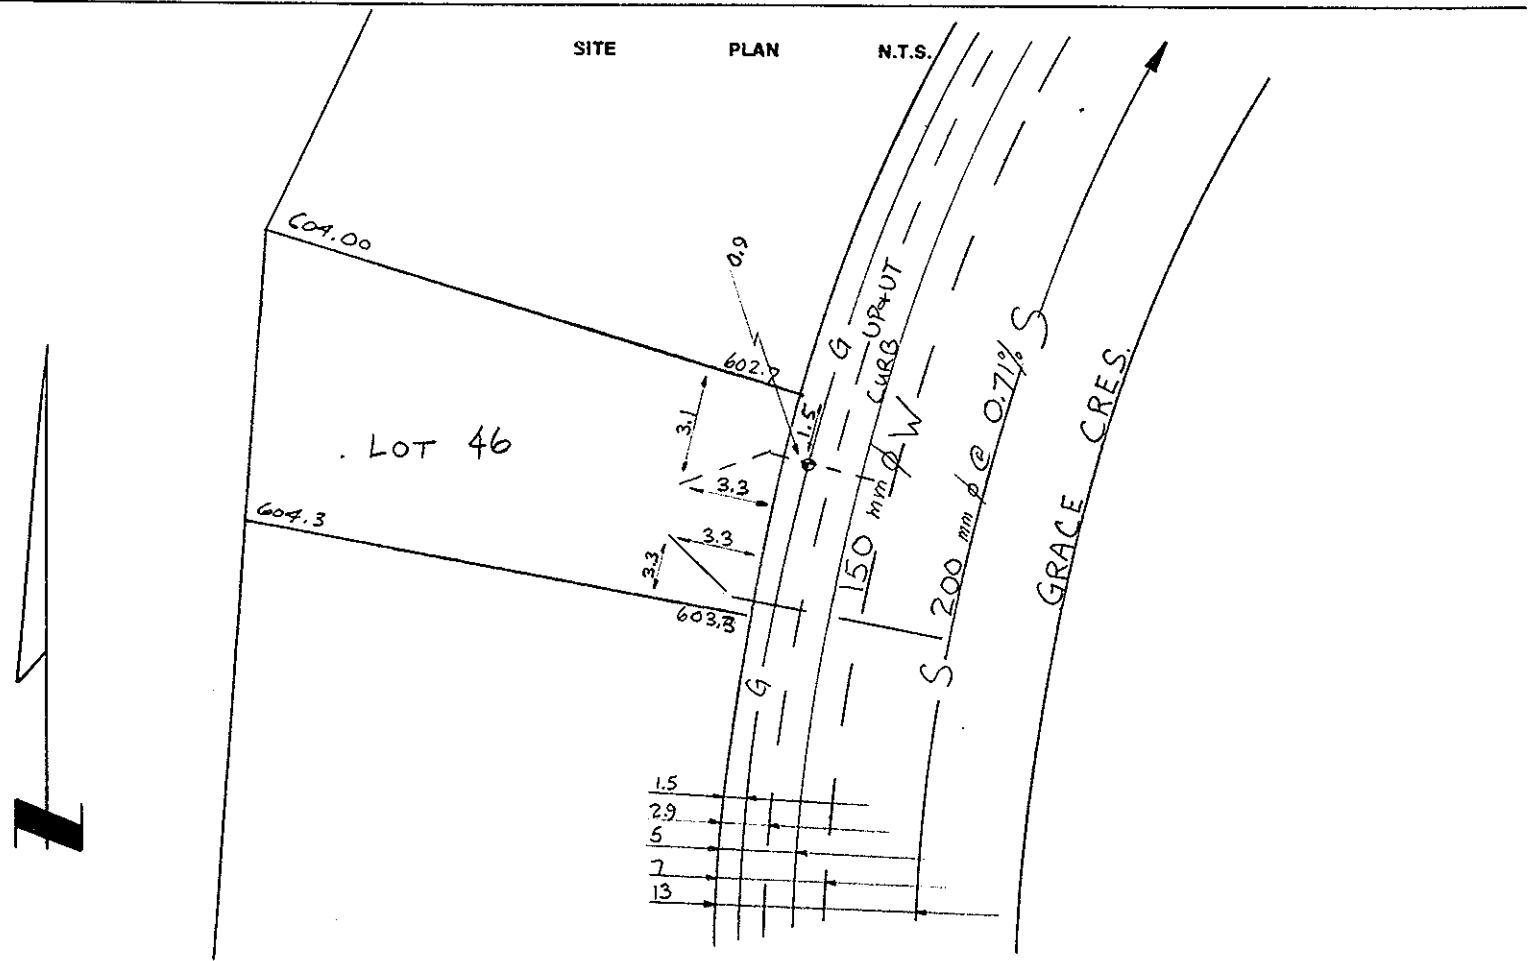 SITE PLAN N.T.S.
604.00
0.9
602.7
1.5
3.1
LOT 46
3.3
604.3
3.3
3.3
603.3
G
UP+UT
CURB
150 mm ø W
S
200 mm ø @ 0.71%
S
GRACE CRES.
G
1.5
2.9
5
7
13
Z